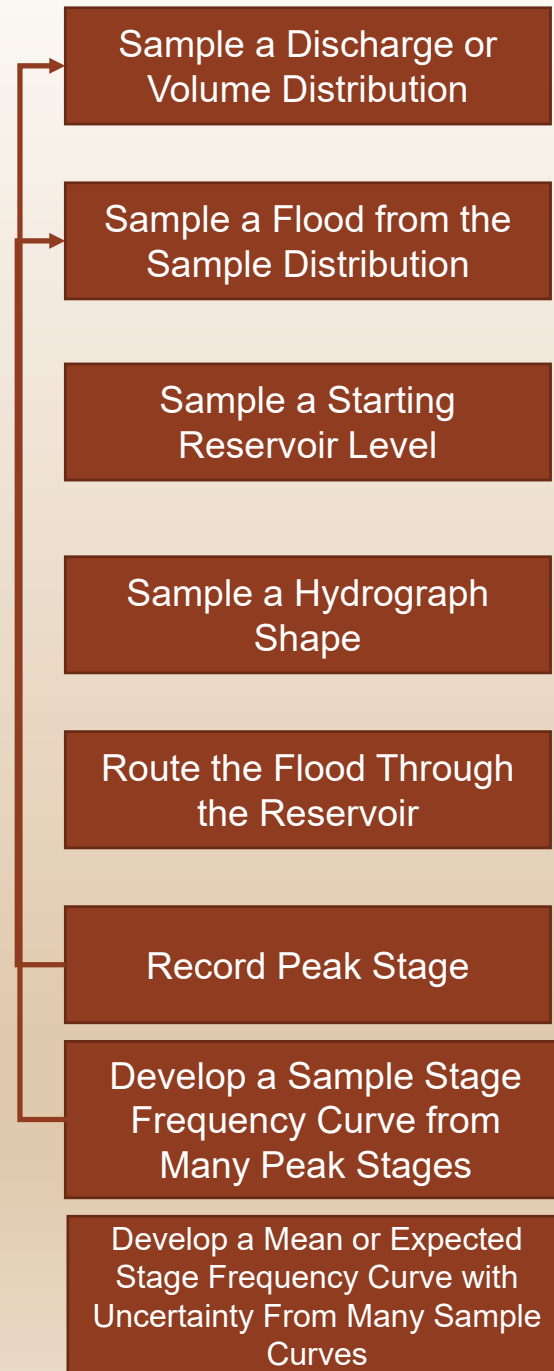 Sample a Discharge or
Volume Distribution
Sample a Flood from the
Sample Distribution
Sample a Starting
Reservoir Level
Sample a Hydrograph
Shape
Route the Flood Through
the Reservoir
Record Peak Stage
Develop a Sample Stage
Frequency Curve from
Many Peak Stages
Develop a Mean or Expected
Stage Frequency Curve with
Uncertainty From Many Sample
Curves